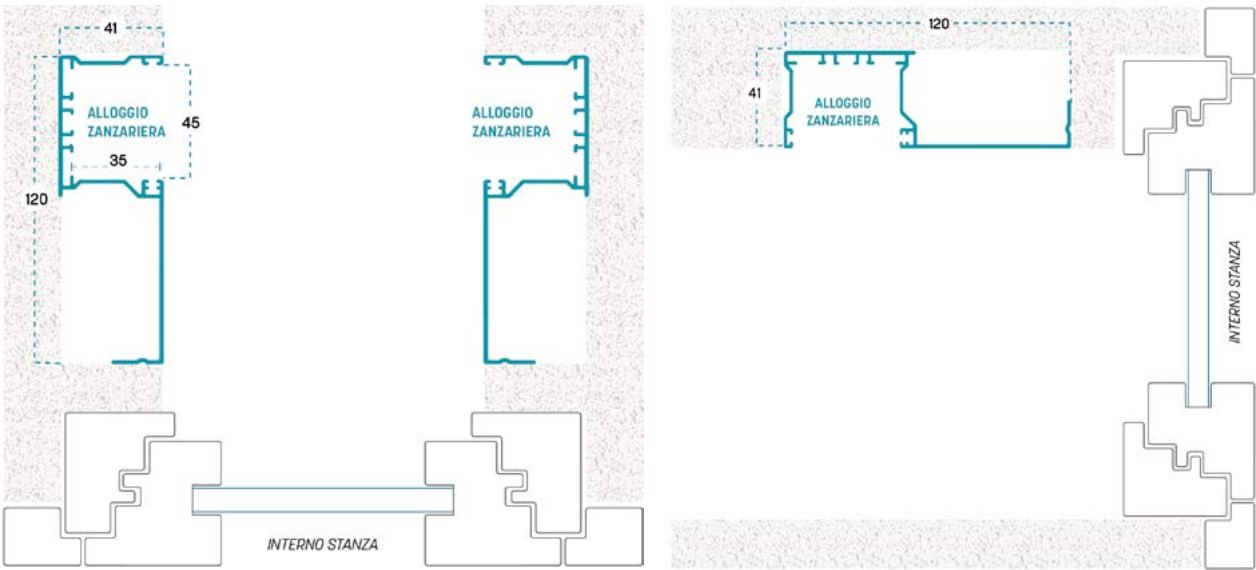 41
ALLOGGIO
ZANZARIERA
45
35
120
ALLOGGIO
ZANZARIERA
INTERNO STANZA
120
41
ALLOGGIO
ZANZARIERA
INTERNO STANZA